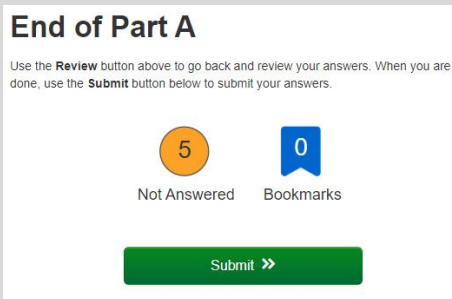 End of Part A
Use the Review button above to go back and review your answers. When you are
done, use the Submit button below to submit your answers.
5
0
Not Answered
Bookmarks
Submit »